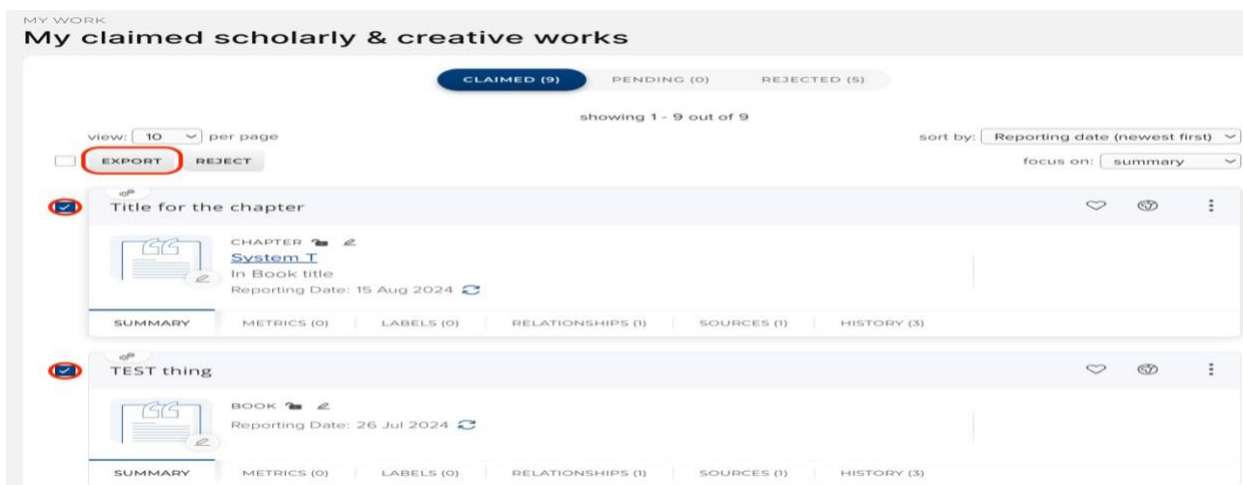 MY WORK
My claimed scholarly & creative works
CLAIMED (9) PENDING (0) REJECTED (5)
showing 1 - 9 out of 9
view: 10 per page sort by: Reporting date (newest first)
EXPORT REJECT focus on: summary
Title for the chapter
CHAPTER
System T
In Book title
Reporting Date: 15 Aug 2024
SUMMARY METRICS (0) LABELS (0) RELATIONSHIPS (1) SOURCES (1) HISTORY (3)
TEST thing
BOOK
Reporting Date: 26 Jul 2024
SUMMARY METRICS (0) LABELS (0) RELATIONSHIPS (1) SOURCES (1) HISTORY (3)